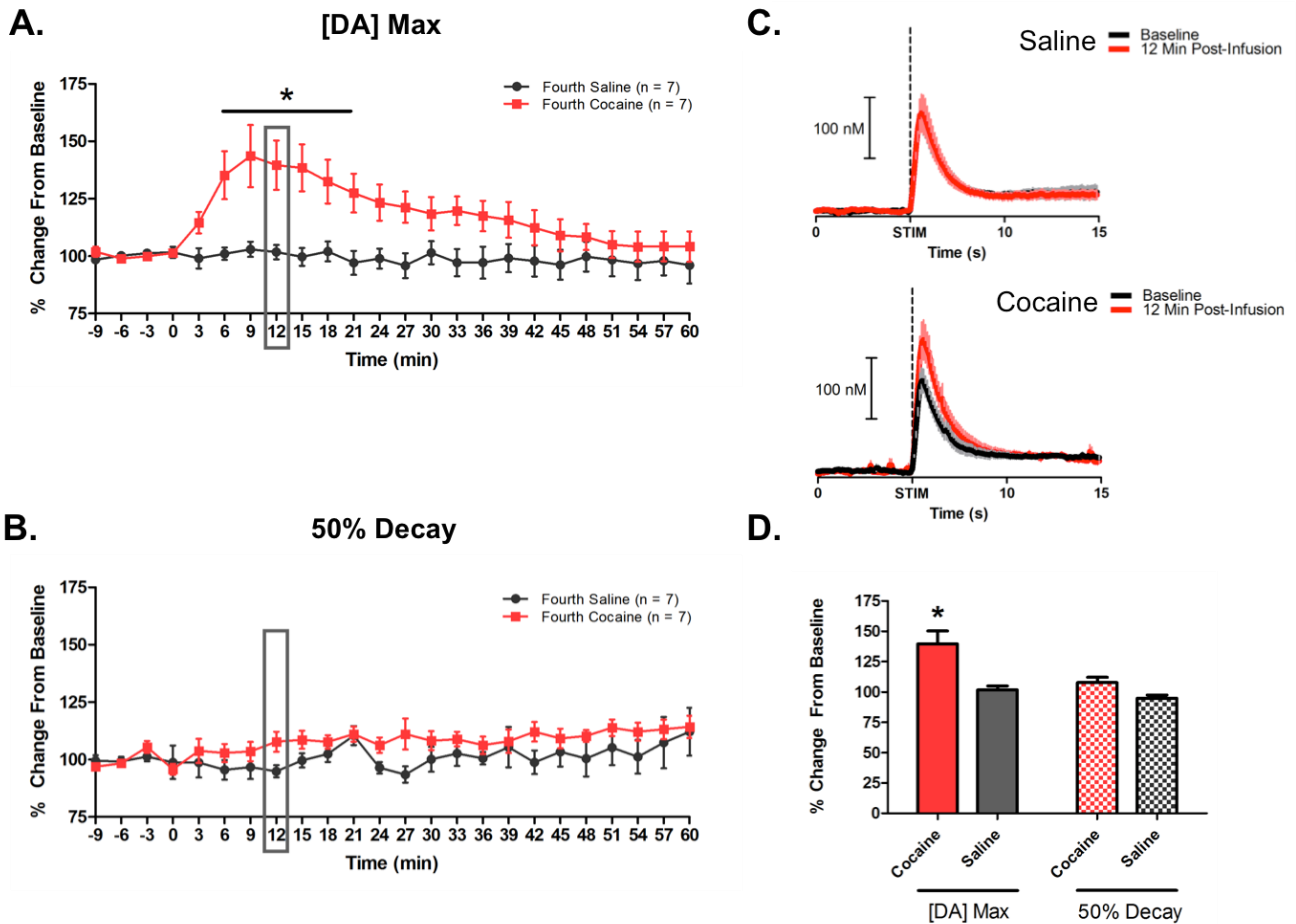 A.
[DA] Max
*
Fourth Saline (n = 7)
Fourth Cocaine (n = 7)
175
150
125
100
75
% Change From Baseline
-9 -6 -3 0 3 6 9 12 15 18 21 24 27 30 33 36 39 42 45 48 51 54 57 60
Time (min)
B.
50% Decay
Fourth Saline (n = 7)
Fourth Cocaine (n = 7)
175
150
125
100
75
% Change From Baseline
-9 -6 -3 0 3 6 9 12 15 18 21 24 27 30 33 36 39 42 45 48 51 54 57 60
Time (min)
C.
Saline
Baseline
12 Min Post-Infusion
100 nM
0 STIM 10 15
Time (s)
Cocaine
Baseline
12 Min Post-Infusion
100 nM
0 STIM 10 15
Time (s)
D.
*
175
150
125
100
75
50
25
0
% Change From Baseline
Cocaine Saline Cocaine Saline
[DA] Max 50% Decay